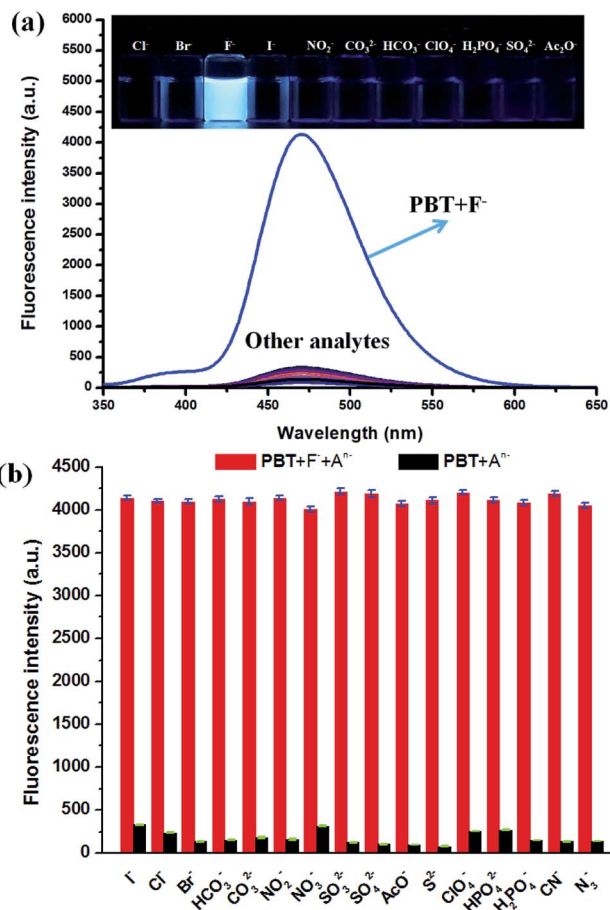 (a)
Cl⁻ Br⁻ F⁻ I⁻ NO₂⁻ CO₃²⁻ HCO₃⁻ ClO₄⁻ H₂PO₄⁻ SO₄²⁻ Ac₂O⁻
6000
5500
5000
4500
4000
3500
3000
2500
2000
1500
1000
500
0
Fluorescence intensity (a.u.)
PBT+F⁻
Other analytes
350 400 450 500 550 600 650
Wavelength (nm)
(b)
PBT+F⁻+Aⁿ⁻ PBT+Aⁿ⁻
4500
4000
3500
3000
2500
2000
1500
1000
500
0
Fluorescence intensity (a.u.)
I⁻ Cl⁻ Br⁻ HCO₃⁻ CO₃²⁻ NO₂⁻ NO₃⁻ SO₃²⁻ SO₄²⁻ AcO⁻ S²⁻ ClO₄⁻ HPO₄²⁻ H₂PO₄⁻ CN⁻ N₃⁻